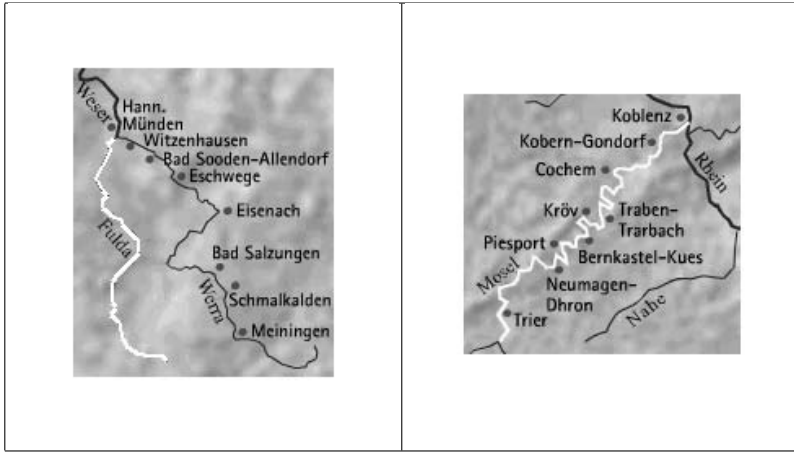 Weser
Hann.
Münden
Witzenhausen
Bad Sooden-Allendorf
Eschwege
Eisenach
Fulda
Bad Salzungen
Werra
Schmalkalden
Meiningen
Koblenz
Kobern-Gondorf
Rhein
Cochem
Kröv
Traben-
Trarbach
Piesport
Bernkastel-Kues
Mosel
Neumagen-
Dhron
Nahe
Trier